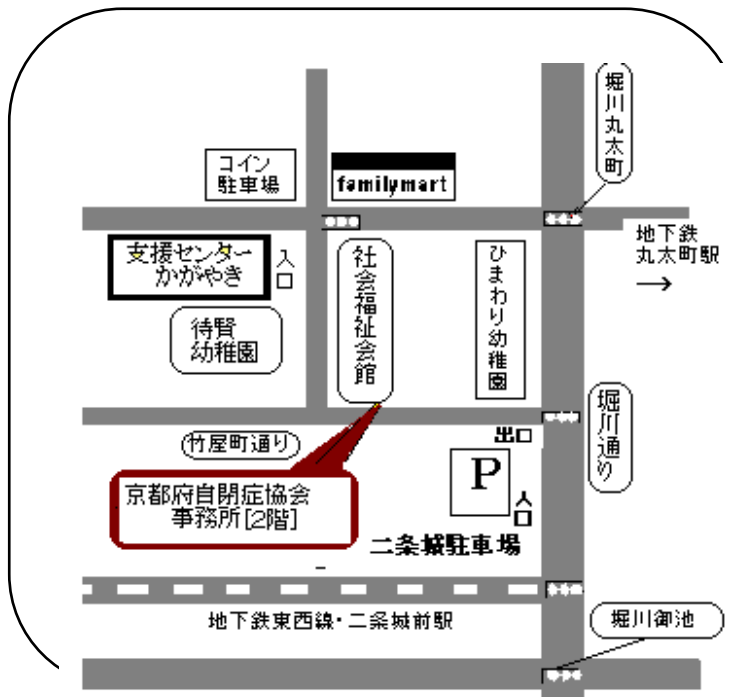 堀川丸太町
コイン
駐車場
familymart
地下鉄
丸太町駅
→
支援センター
かがやき
入口
社会福祉会館
ひまわり幼稚園
待賢
幼稚園
堀川通り
竹屋町通り
出口
P
入口
京都府自閉症協会
事務所[2階]
二条城駐車場
地下鉄東西線・二条城前駅
堀川御池